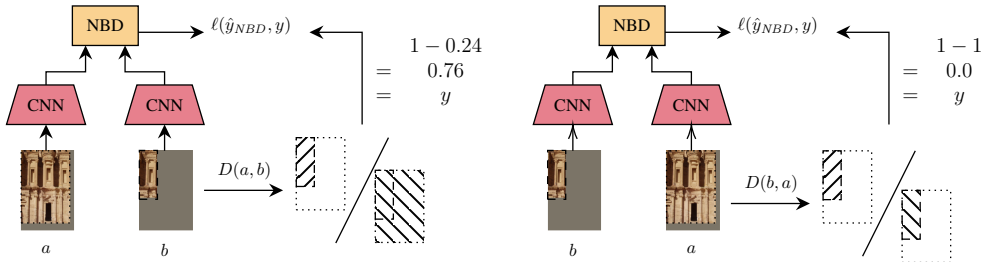 NBD
ℓ(ŷ_NBD, y)
1 − 0.24
= 0.76
= y
CNN
CNN
D(a, b)
a
b
NBD
ℓ(ŷ_NBD, y)
1 − 1
= 0.0
= y
CNN
CNN
D(b, a)
b
a